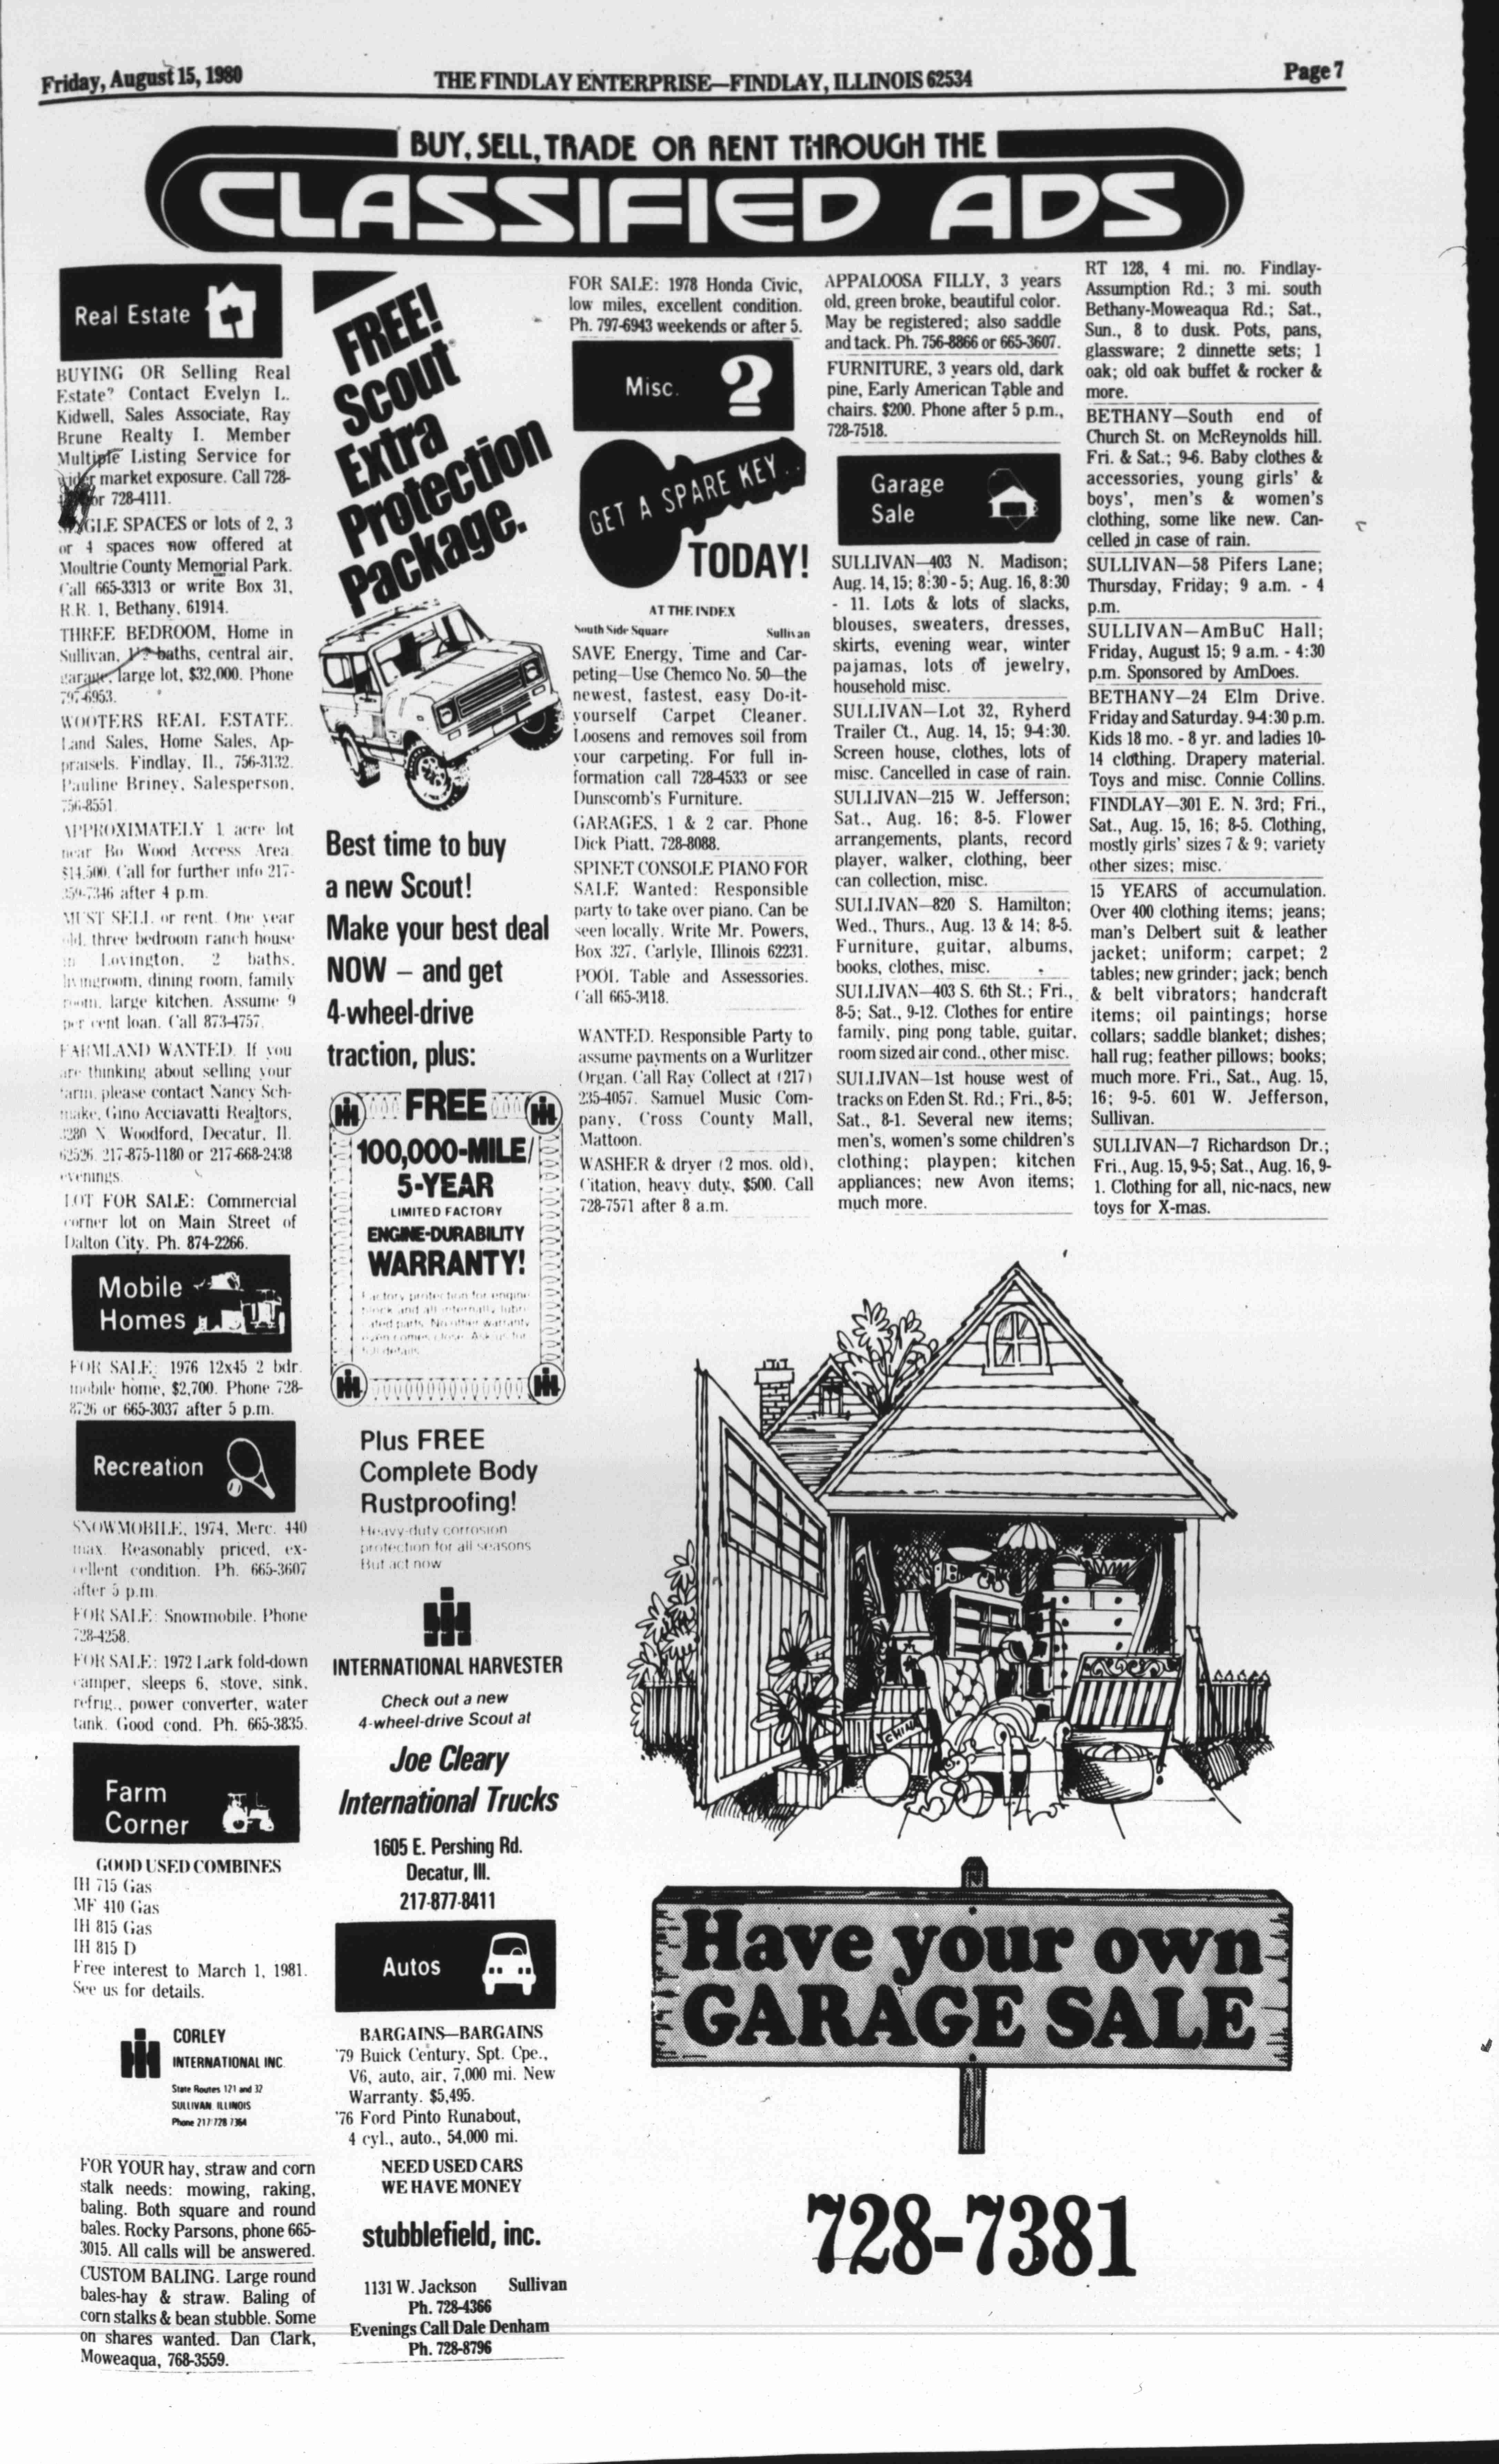 Friday, August 15, 1980
THE FINDLAY ENTERPRISE—FINDLAY, ILLINOIS 62534
Page 7
BUY, SELL, TRADE OR RENT THROUGH THE
CLASSIFIED ADS
Real Estate
BUYING OR Selling Real
Estate? Contact Evelyn L.
Kidwell, Sales Associate, Ray
Brune Realty I. Member
Multiple Listing Service for
wider market exposure. Call 728-
or 728-4111.
SINGLE SPACES or lots of 2, 3
or 4 spaces now offered at
Moultrie County Memorial Park.
Call 665-3313 or write Box 31,
R.R. 1, Bethany, 61914.
THREE BEDROOM, Home in
Sullivan, 1½ baths, central air,
garage, large lot, $32,000. Phone
797-6953.
WOOTERS REAL ESTATE.
Land Sales, Home Sales, Ap-
praisels. Findlay, Il., 756-3132.
Pauline Briney, Salesperson,
756-8551.
APPROXIMATELY 1 acre lot
near Bo Wood Access Area.
$14,500. Call for further info 217-
259-7346 after 4 p.m.
MUST SELL or rent. One year
old, three bedroom ranch house
in Lovington, 2 baths,
livingroom, dining room, family
room, large kitchen. Assume 9
per cent loan. Call 873-4757.
FARMLAND WANTED. If you
are thinking about selling your
farm, please contact Nancy Sch-
make, Gino Acciavatti Realtors,
3280 N. Woodford, Decatur, Il.
62526. 217-875-1180 or 217-668-2438
evenings.
LOT FOR SALE: Commercial
corner lot on Main Street of
Dalton City. Ph. 874-2266.
Mobile
Homes
FOR SALE: 1976 12x45 2 bdr.
mobile home, $2,700. Phone 728-
8726 or 665-3037 after 5 p.m.
Recreation
SNOWMOBILE, 1974, Merc. 440
max. Reasonably priced, ex-
cellent condition. Ph. 665-3607
after 5 p.m.
FOR SALE: Snowmobile. Phone
728-4258.
FOR SALE: 1972 Lark fold-down
camper, sleeps 6, stove, sink,
refrig., power converter, water
tank. Good cond. Ph. 665-3835.
Farm
Corner
GOOD USED COMBINES
IH 715 Gas
MF 410 Gas
IH 815 Gas
IH 815 D
Free interest to March 1, 1981.
See us for details.
CORLEY
INTERNATIONAL INC.
State Routes 121 and 32
SULLIVAN, ILLINOIS
Phone 217 728 7364
FOR YOUR hay, straw and corn
stalk needs: mowing, raking,
baling. Both square and round
bales. Rocky Parsons, phone 665-
3015. All calls will be answered.
CUSTOM BALING. Large round
bales-hay & straw. Baling of
corn stalks & bean stubble. Some
on shares wanted. Dan Clark,
Moweaqua, 768-3559.
FREE!
Scout
Extra
Protection
Package.
Best time to buy
a new Scout!
Make your best deal
NOW – and get
4-wheel-drive
traction, plus:
FREE
100,000-MILE/
5-YEAR
LIMITED FACTORY
ENGINE-DURABILITY
WARRANTY!
Factory protection for engine
block and all internally lubri-
cated parts. No other warranty
even comes close. Ask us for
full details.
Plus FREE
Complete Body
Rustproofing!
Heavy-duty corrosion
protection for all seasons
But act now
INTERNATIONAL HARVESTER
Check out a new
4-wheel-drive Scout at
Joe Cleary
International Trucks
1605 E. Pershing Rd.
Decatur, Ill.
217-877-8411
Autos
BARGAINS—BARGAINS
'79 Buick Century, Spt. Cpe.,
V6, auto, air, 7,000 mi. New
Warranty. $5,495.
'76 Ford Pinto Runabout,
4 cyl., auto., 54,000 mi.
NEED USED CARS
WE HAVE MONEY
stubblefield, inc.
1131 W. Jackson Sullivan
Ph. 728-4366
Evenings Call Dale Denham
Ph. 728-8796
FOR SALE: 1978 Honda Civic,
low miles, excellent condition.
Ph. 797-6943 weekends or after 5.
Misc.
GET A SPARE KEY...
TODAY!
AT THE INDEX
South Side Square Sullivan
SAVE Energy, Time and Car-
peting—Use Chemco No. 50—the
newest, fastest, easy Do-it-
yourself Carpet Cleaner.
Loosens and removes soil from
your carpeting. For full in-
formation call 728-4533 or see
Dunscomb's Furniture.
GARAGES, 1 & 2 car. Phone
Dick Piatt, 728-8088.
SPINET CONSOLE PIANO FOR
SALE Wanted: Responsible
party to take over piano. Can be
seen locally. Write Mr. Powers,
Box 327, Carlyle, Illinois 62231.
POOL Table and Assessories.
Call 665-3418.
WANTED. Responsible Party to
assume payments on a Wurlitzer
Organ. Call Ray Collect at (217)
235-4057. Samuel Music Com-
pany, Cross County Mall,
Mattoon.
WASHER & dryer (2 mos. old),
Citation, heavy duty, $500. Call
728-7571 after 8 a.m.
APPALOOSA FILLY, 3 years
old, green broke, beautiful color.
May be registered; also saddle
and tack. Ph. 756-8866 or 665-3607.
FURNITURE, 3 years old, dark
pine, Early American Table and
chairs. $200. Phone after 5 p.m.,
728-7518.
Garage
Sale
SULLIVAN—403 N. Madison;
Aug. 14, 15; 8:30 - 5; Aug. 16, 8:30
- 11. Lots & lots of slacks,
blouses, sweaters, dresses,
skirts, evening wear, winter
pajamas, lots of jewelry,
household misc.
SULLIVAN—Lot 32, Ryherd
Trailer Ct., Aug. 14, 15; 9-4:30.
Screen house, clothes, lots of
misc. Cancelled in case of rain.
SULLIVAN—215 W. Jefferson;
Sat., Aug. 16; 8-5. Flower
arrangements, plants, record
player, walker, clothing, beer
can collection, misc.
SULLIVAN—820 S. Hamilton;
Wed., Thurs., Aug. 13 & 14; 8-5.
Furniture, guitar, albums,
books, clothes, misc.
SULLIVAN—403 S. 6th St.; Fri.,
8-5; Sat., 9-12. Clothes for entire
family, ping pong table, guitar,
room sized air cond., other misc.
SULLIVAN—1st house west of
tracks on Eden St. Rd.; Fri., 8-5;
Sat., 8-1. Several new items;
men's, women's some children's
clothing; playpen; kitchen
appliances; new Avon items;
much more.
RT 128, 4 mi. no. Findlay-
Assumption Rd.; 3 mi. south
Bethany-Moweaqua Rd.; Sat.,
Sun., 8 to dusk. Pots, pans,
glassware; 2 dinnette sets; 1
oak; old oak buffet & rocker &
more.
BETHANY—South end of
Church St. on McReynolds hill.
Fri. & Sat.; 9-6. Baby clothes &
accessories, young girls' &
boys', men's & women's
clothing, some like new. Can-
celled in case of rain.
SULLIVAN—58 Pifers Lane;
Thursday, Friday; 9 a.m. - 4
p.m.
SULLIVAN—AmBuC Hall;
Friday, August 15; 9 a.m. - 4:30
p.m. Sponsored by AmDoes.
BETHANY—24 Elm Drive.
Friday and Saturday. 9-4:30 p.m.
Kids 18 mo. - 8 yr. and ladies 10-
14 clothing. Drapery material.
Toys and misc. Connie Collins.
FINDLAY—301 E. N. 3rd; Fri.,
Sat., Aug. 15, 16; 8-5. Clothing,
mostly girls' sizes 7 & 9; variety
other sizes; misc.
15 YEARS of accumulation.
Over 400 clothing items; jeans;
man's Delbert suit & leather
jacket; uniform; carpet; 2
tables; new grinder; jack; bench
& belt vibrators; handcraft
items; oil paintings; horse
collars; saddle blanket; dishes;
hall rug; feather pillows; books;
much more. Fri., Sat., Aug. 15,
16; 9-5. 601 W. Jefferson,
Sullivan.
SULLIVAN—7 Richardson Dr.;
Fri., Aug. 15, 9-5; Sat., Aug. 16, 9-
1. Clothing for all, nic-nacs, new
toys for X-mas.
CHINA
Have your own
GARAGE SALE
728-7381